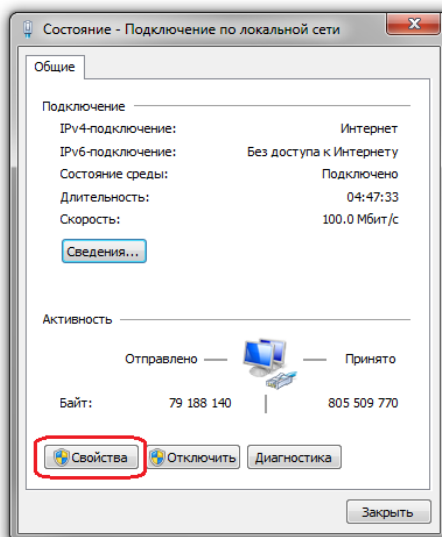 Состояние - Подключение по локальной сети
Общие
Подключение
IPv4-подключение: Интернет
IPv6-подключение: Без доступа к Интернету
Состояние среды: Подключено
Длительность: 04:47:33
Скорость: 100.0 Мбит/с
Сведения...
Активность
Отправлено — Принято
Байт: 79 188 140 | 805 509 770
Свойства Отключить Диагностика
Закрыть